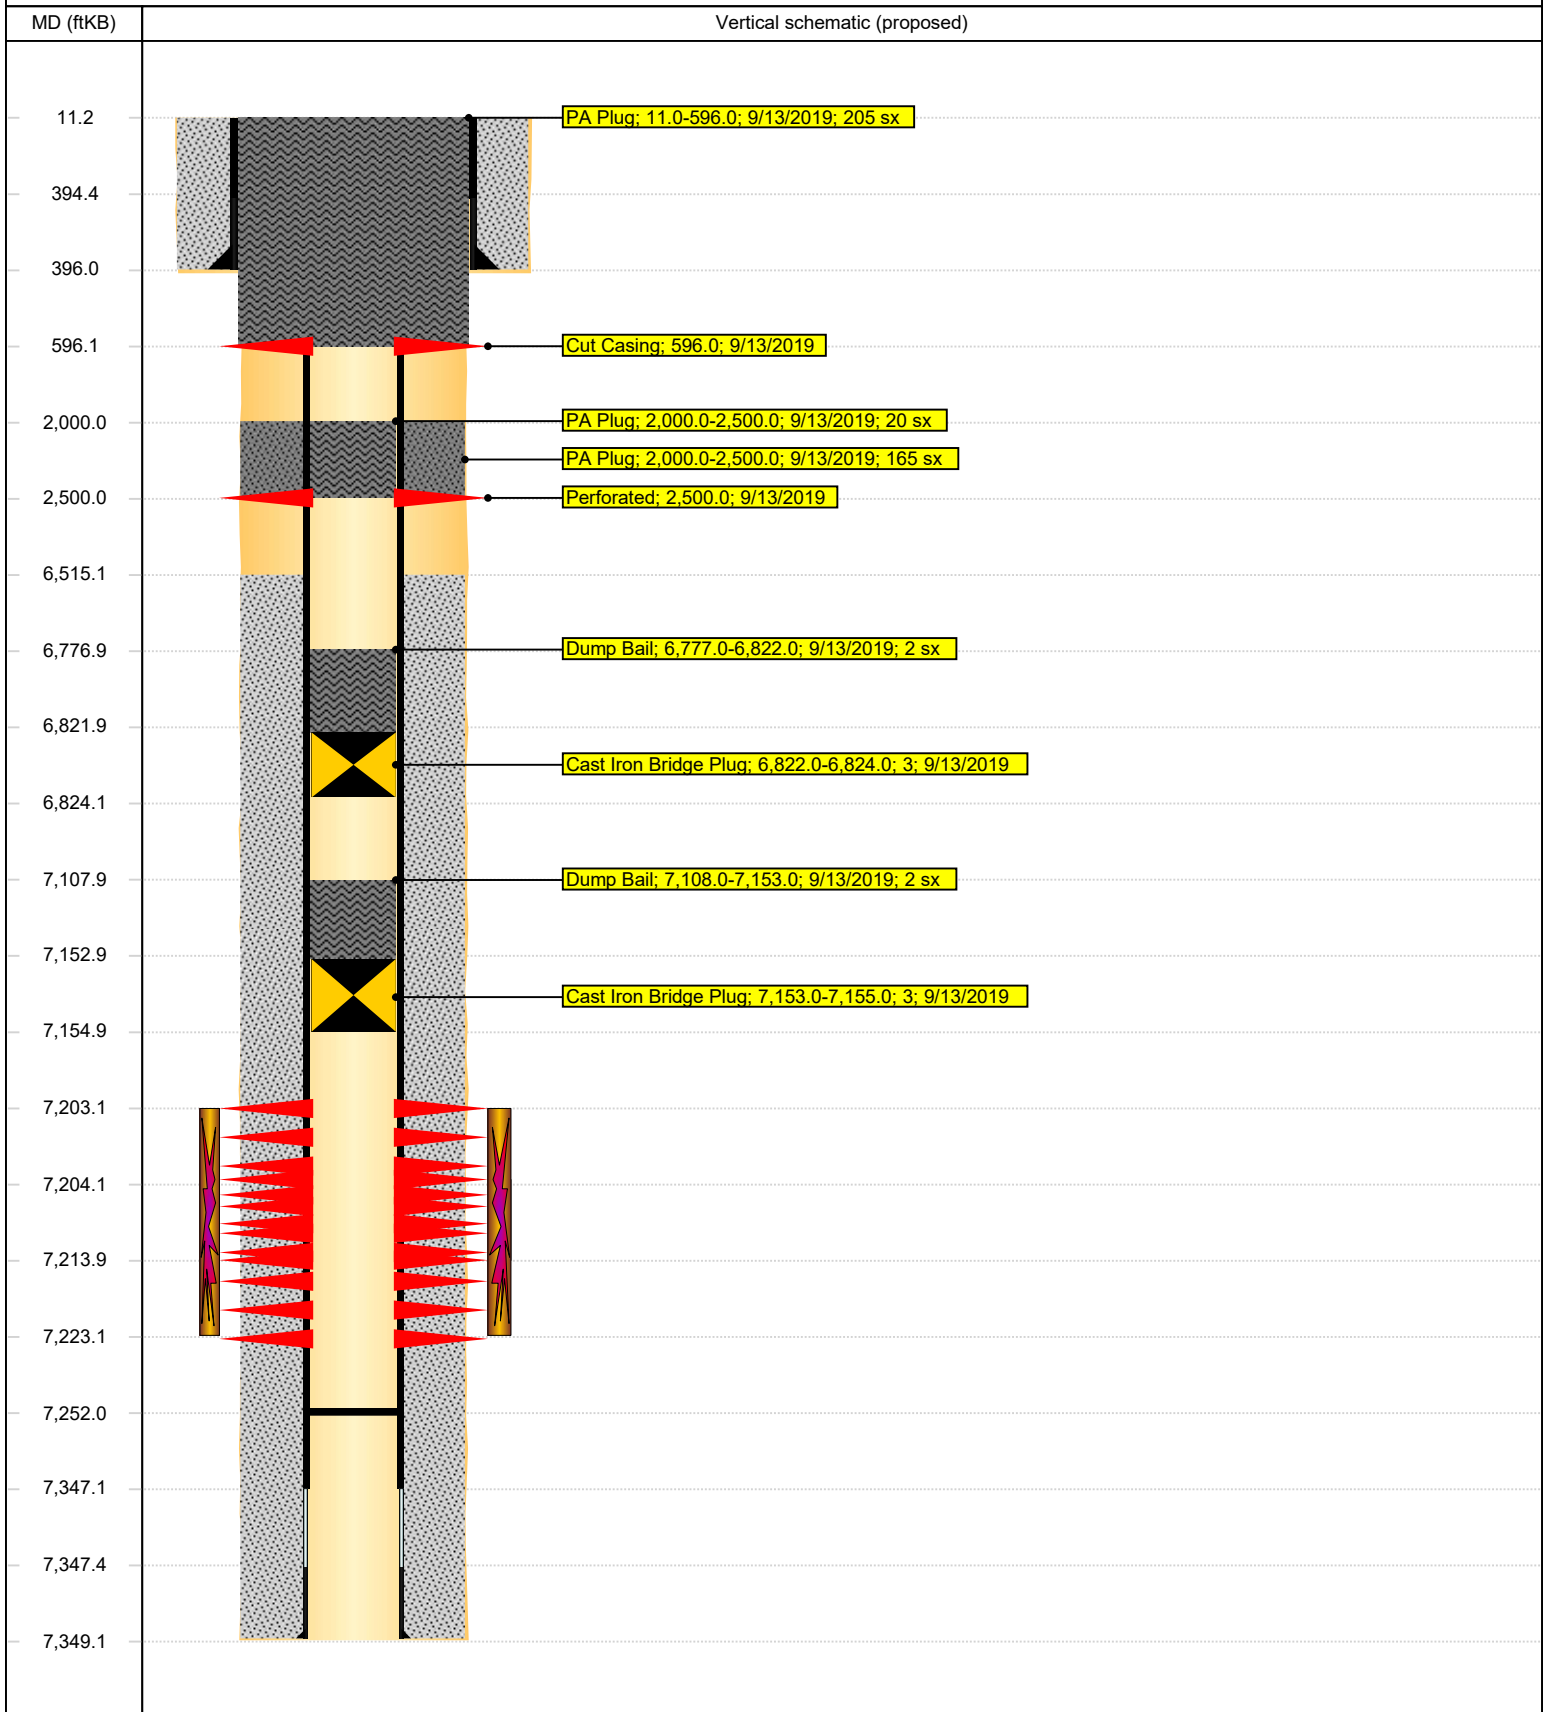 MD (ftKB)
Vertical schematic (proposed)
11.2
PA Plug; 11.0-596.0; 9/13/2019; 205 sx
394.4
396.0
596.1
Cut Casing; 596.0; 9/13/2019
2,000.0
PA Plug; 2,000.0-2,500.0; 9/13/2019; 20 sx
PA Plug; 2,000.0-2,500.0; 9/13/2019; 165 sx
2,500.0
Perforated; 2,500.0; 9/13/2019
6,515.1
6,776.9
Dump Bail; 6,777.0-6,822.0; 9/13/2019; 2 sx
6,821.9
Cast Iron Bridge Plug; 6,822.0-6,824.0; 3; 9/13/2019
6,824.1
7,107.9
Dump Bail; 7,108.0-7,153.0; 9/13/2019; 2 sx
7,152.9
Cast Iron Bridge Plug; 7,153.0-7,155.0; 3; 9/13/2019
7,154.9
7,203.1
7,204.1
7,213.9
7,223.1
7,252.0
7,347.1
7,347.4
7,349.1